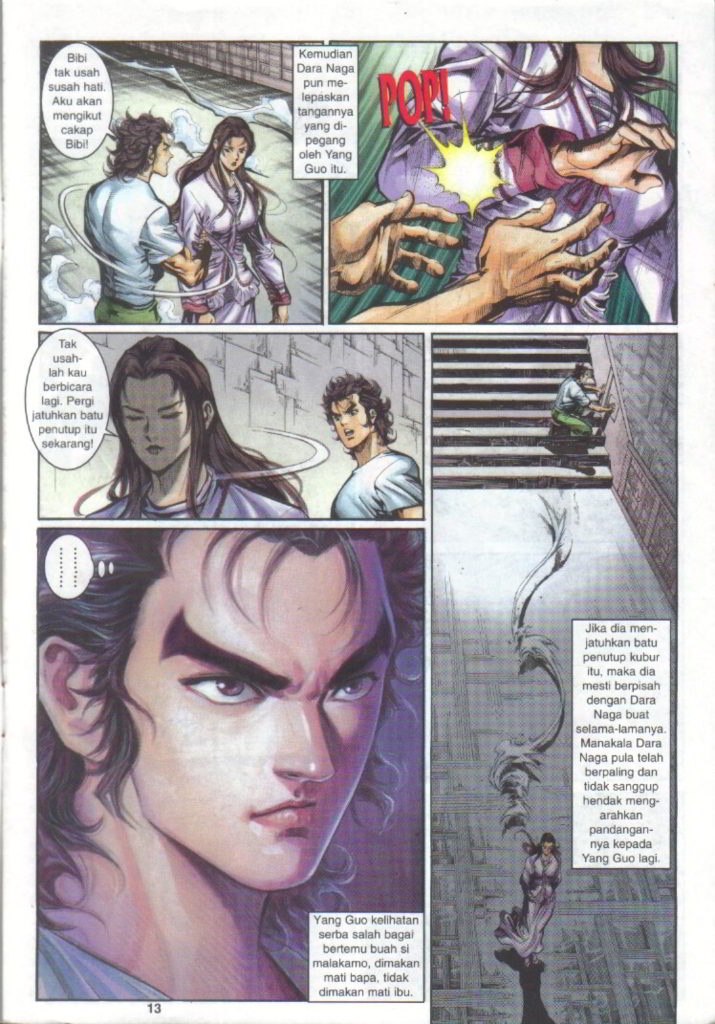 Bibi
tak usah
susah hati.
Aku akan
mengikut
cakap
Bibi!
Kemudian
Dara Naga
pun me-
lepaskan
tangannya
yang di-
pegang
oleh Yang
Guo itu.
POP!
Tak
usah-
lah kau
berbicara
lagi. Pergi
jatuhkan batu
penutup itu
sekarang!
Jika dia men-
jatuhkan batu
penutup kubur
itu, maka dia
mesti berpisah
dengan Dara
Naga buat
selama-lamanya.
Manakala Dara
Naga pula telah
berpaling dan
tidak sanggup
hendak meng-
arahkan
pandangan-
nya kepada
Yang Guo lagi.
Yang Guo kelihatan
serba salah bagai
bertemu buah si
malakamo, dimakan
mati bapa, tidak
dimakan mati ibu.
13